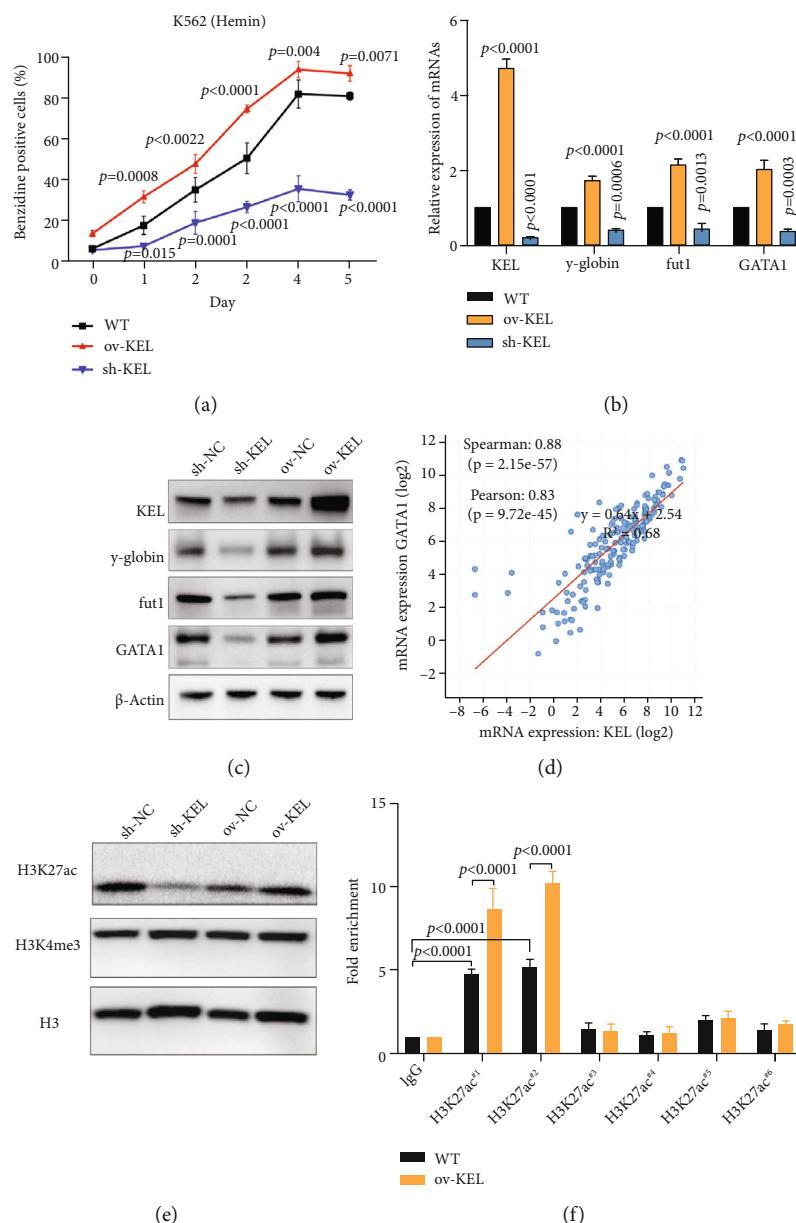 K562 (Hemin)
Benzidine positive cells (%)
100
80
60
40
20
0
p=0.0008
p<0.0022
p<0.0001
p=0.004
p=0.0071
p=0.015
p=0.0001
p<0.0001
p<0.0001
p<0.0001
0 1 2 2 4 5
Day
WT
ov-KEL
sh-KEL
(a)
Relative expression of mRNAs
6
4
2
0
p<0.0001
p<0.0001
p<0.0001
p=0.0006
p<0.0001
p=0.0013
p<0.0001
p=0.0003
KEL y-globin fut1 GATA1
WT
ov-KEL
sh-KEL
(b)
sh-NC sh-KEL ov-NC ov-KEL
KEL
y-globin
fut1
GATA1
β-Actin
(c)
mRNA expression GATA1 (log2)
12
10
8
6
4
2
0
−2
Spearman: 0.88
(p = 2.15e-57)
Pearson: 0.83
(p = 9.72e-45)
y = 0.64x + 2.54
R² = 0.68
−8 −6 −4 −2 0 2 4 6 8 10 12
mRNA expression: KEL (log2)
(d)
sh-NC sh-KEL ov-NC ov-KEL
H3K27ac
H3K4me3
H3
(e)
Fold enrichment
15
10
5
0
p<0.0001
p<0.0001
p<0.0001
p<0.0001
IgG H3K27ac#1 H3K27ac#2 H3K27ac#3 H3K27ac#4 H3K27ac#5 H3K27ac#6
WT
ov-KEL
(f)